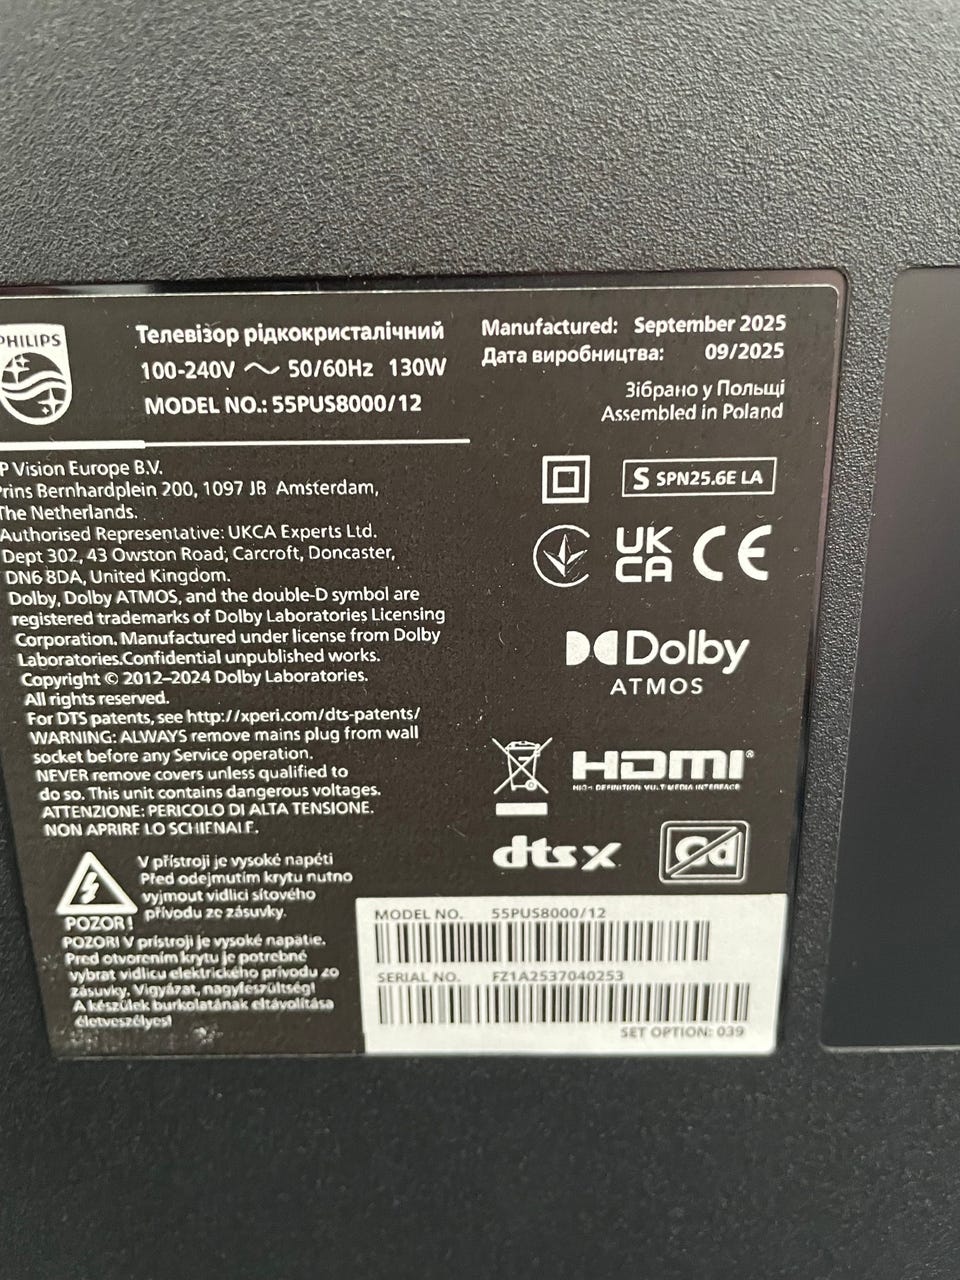 PHILIPS
Телевізор рідкокристалічний
100-240V ～ 50/60Hz 130W
MODEL NO.: 55PUS8000/12
Manufactured: September 2025
Дата виробництва: 09/2025
Зібрано у Польщі
Assembled in Poland
P Vision Europe B.V.
Prins Bernhardplein 200, 1097 JB Amsterdam,
The Netherlands.
Authorised Representative: UKCA Experts Ltd.
Dept 302, 43 Owston Road, Carcroft, Doncaster,
DN6 8DA, United Kingdom.
Dolby, Dolby ATMOS, and the double-D symbol are
registered trademarks of Dolby Laboratories Licensing
Corporation. Manufactured under license from Dolby
Laboratories.Confidential unpublished works.
Copyright © 2012–2024 Dolby Laboratories.
All rights reserved.
For DTS patents, see http://xperi.com/dts-patents/
WARNING: ALWAYS remove mains plug from wall
socket before any Service operation.
NEVER remove covers unless qualified to
do so. This unit contains dangerous voltages.
ATTENZIONE: PERICOLO DI ALTA TENSIONE.
NON APRIRE LO SCHIENALE.
V přístroji je vysoké napětí
Před odejmutím krytu nutno
vyjmout vidlici síťového
přívodu ze zásuvky.
POZOR!
POZOR! V prístroji je vysoké napätie.
Pred otvorením krytu je potrebné
vybrat vidlicu elektrického prívodu zo
zásuvky. Vigyázat, nagyfeszültség!
A készülék burkolatának eltávolítása
életveszélyes!
S SPN25.6E LA
UK
CA CE
Dolby
ATMOS
HDMI®
HIGH DEFINITION MULTIMEDIA INTERFACE
dts x
Cd
MODEL NO. 55PUS8000/12
SERIAL NO. FZ1A2537040253
SET OPTION: 039